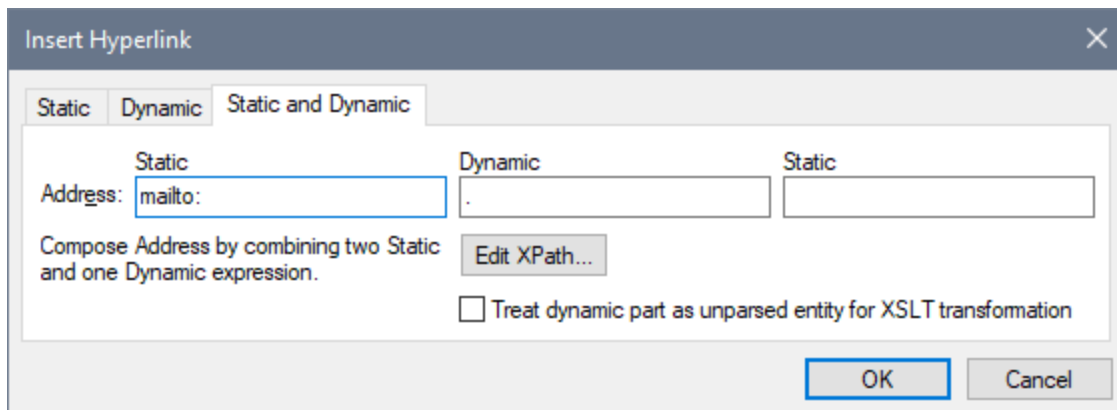 Insert Hyperlink
Static Dynamic Static and Dynamic
Static Dynamic Static
Address: mailto: .
Compose Address by combining two Static
and one Dynamic expression.
Edit XPath...
Treat dynamic part as unparsed entity for XSLT transformation
OK Cancel